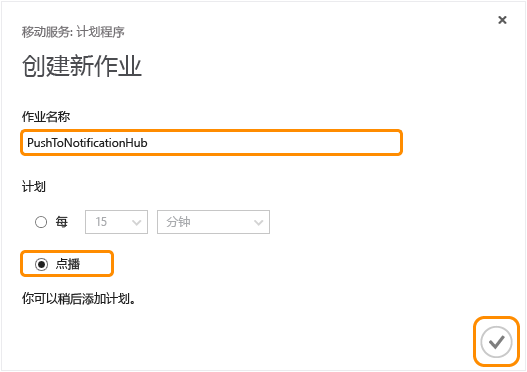 移动服务: 计划程序
创建新作业
作业名称
PushToNotificationHub
计划
每 15 分钟
点播
你可以稍后添加计划。